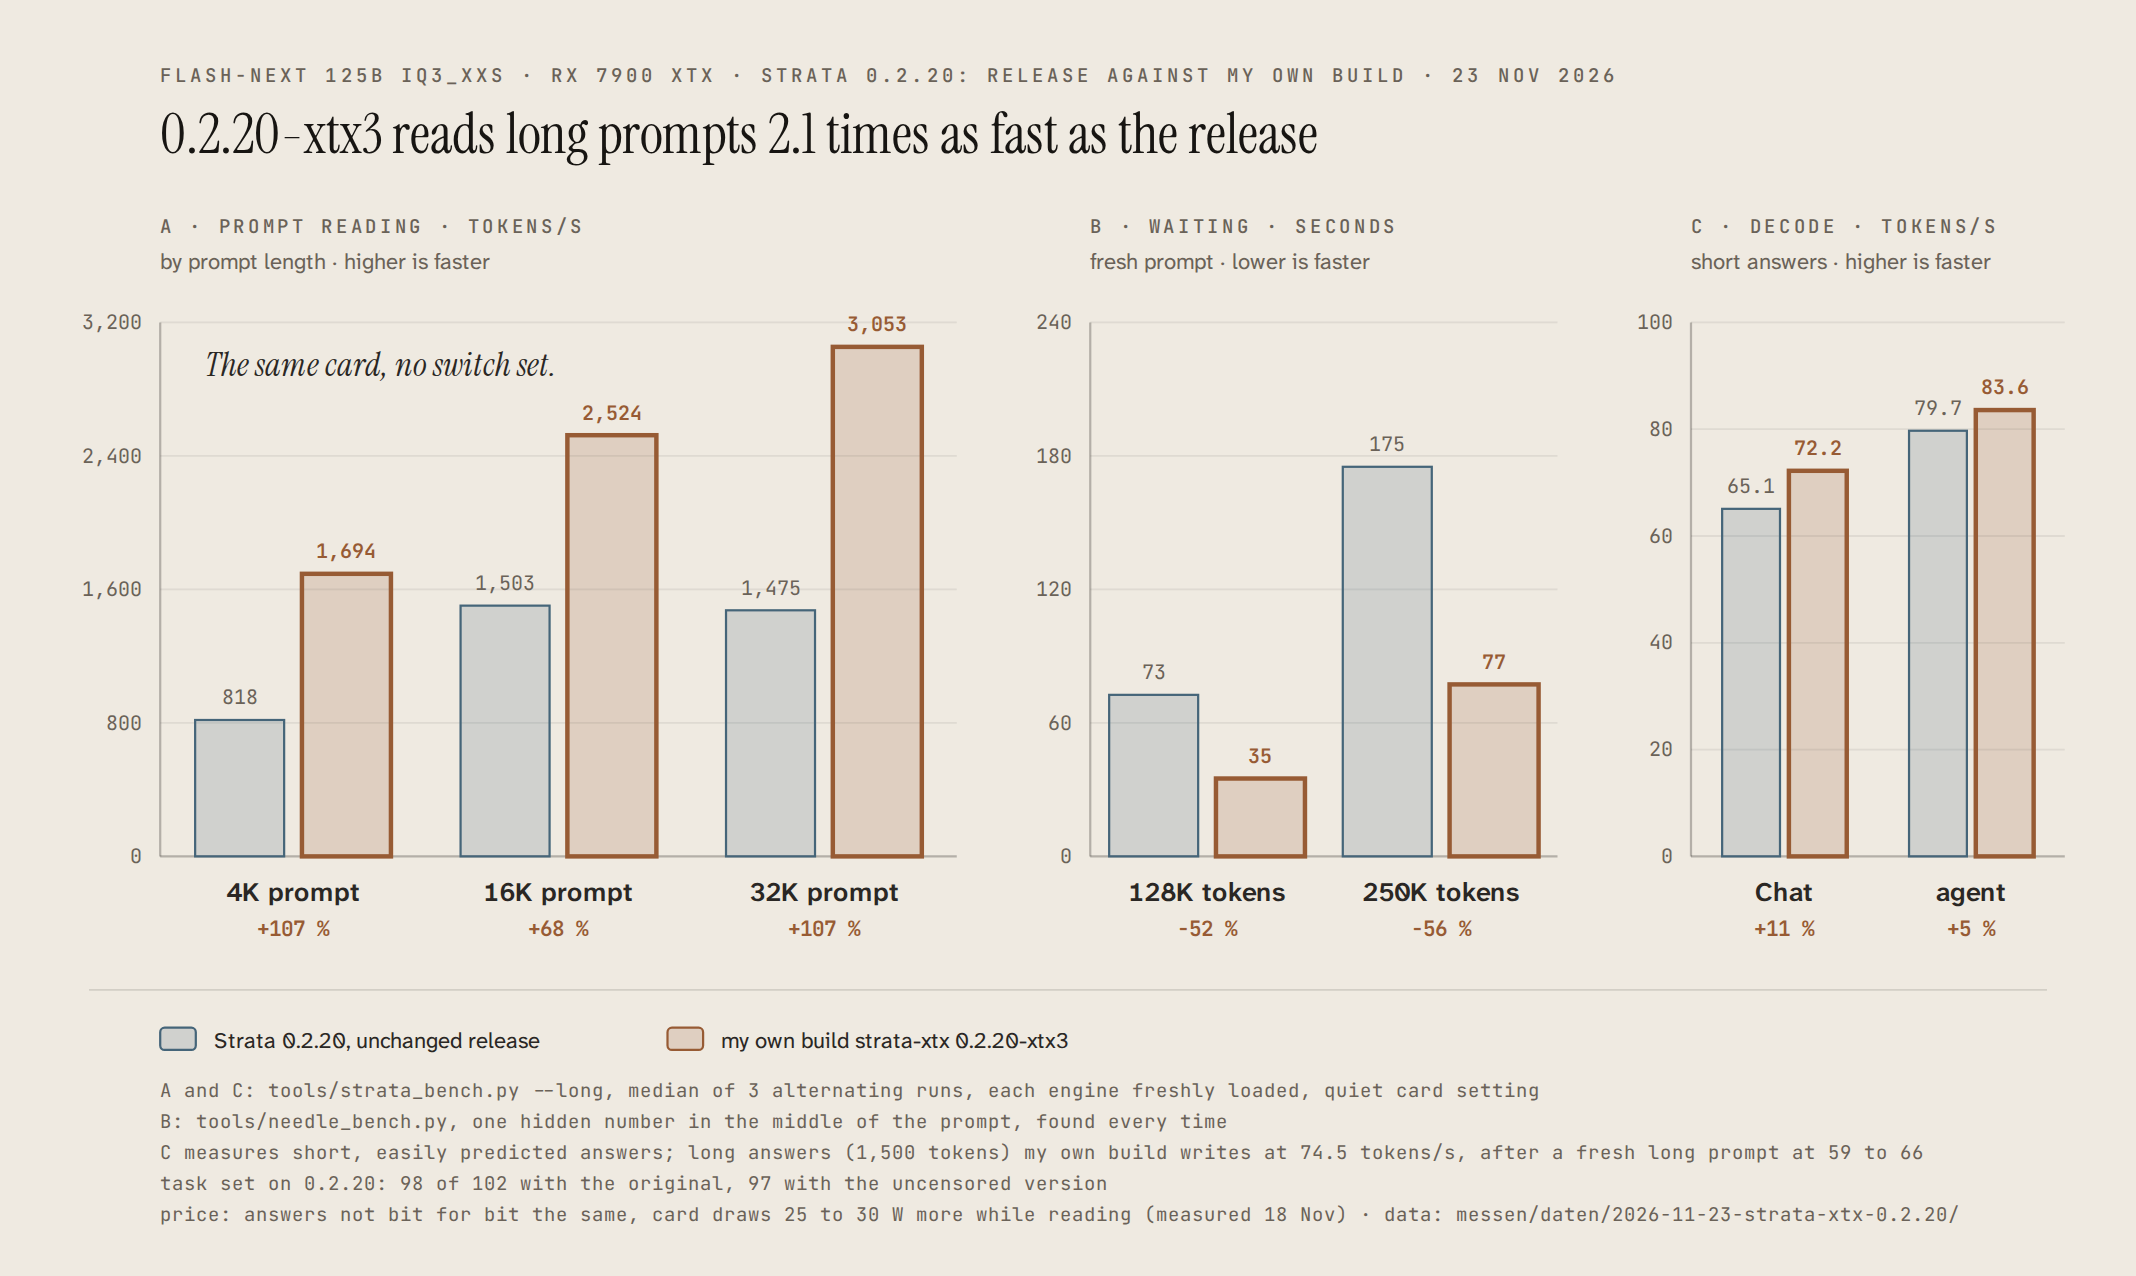 FLASH-NEXT 125B IQ3_XXS · RX 7900 XTX · STRATA 0.2.20: RELEASE AGAINST MY OWN BUILD · 23 NOV 2026
0.2.20-xtx3 reads long prompts 2.1 times as fast as the release
A · PROMPT READING · TOKENS/S
by prompt length · higher is faster
3,200
2,400
1,600
800
0
The same card, no switch set.
818
1,694
1,503
2,524
1,475
3,053
4K prompt
+107 %
16K prompt
+68 %
32K prompt
+107 %
B · WAITING · SECONDS
fresh prompt · lower is faster
240
180
120
60
0
73
35
175
77
128K tokens
-52 %
250K tokens
-56 %
C · DECODE · TOKENS/S
short answers · higher is faster
100
80
60
40
20
0
65.1
72.2
79.7
83.6
Chat
+11 %
agent
+5 %
Strata 0.2.20, unchanged release
my own build strata-xtx 0.2.20-xtx3
A and C: tools/strata_bench.py --long, median of 3 alternating runs, each engine freshly loaded, quiet card setting
B: tools/needle_bench.py, one hidden number in the middle of the prompt, found every time
C measures short, easily predicted answers; long answers (1,500 tokens) my own build writes at 74.5 tokens/s, after a fresh long prompt at 59 to 66
task set on 0.2.20: 98 of 102 with the original, 97 with the uncensored version
price: answers not bit for bit the same, card draws 25 to 30 W more while reading (measured 18 Nov) · data: messen/daten/2026-11-23-strata-xtx-0.2.20/